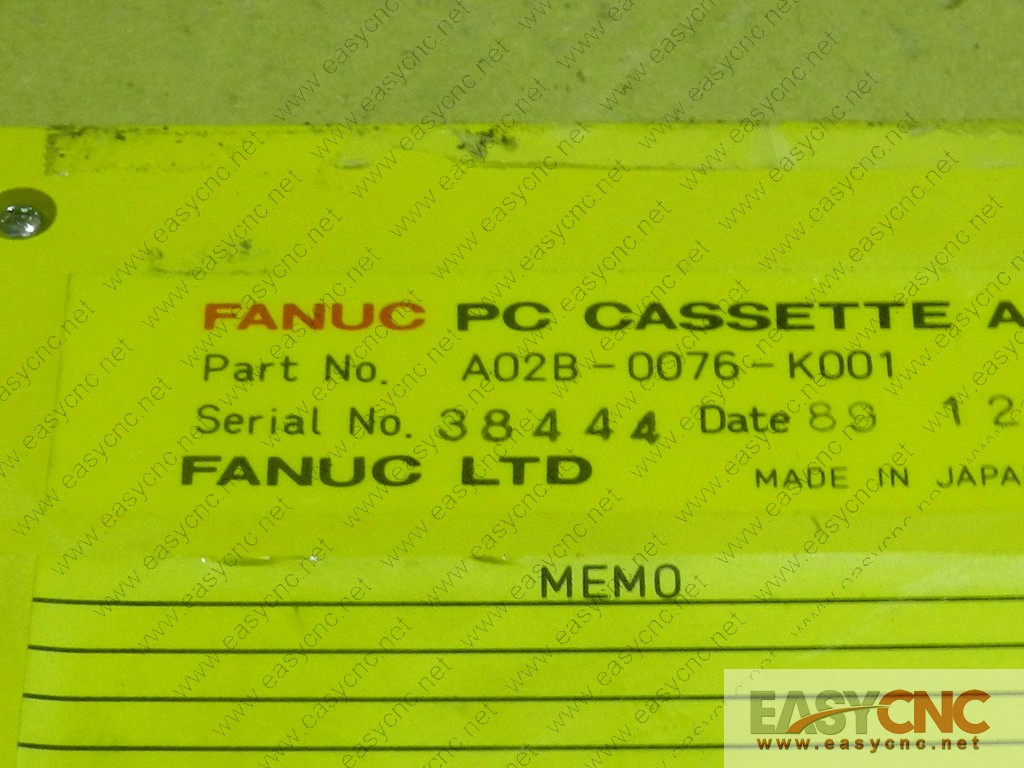 FANUC PC CASSETTE A
Part No. A02B-0076-K001
Serial No. 38444 Date 89 12
FANUC LTD MADE IN JAPA
MEMO
EASYCNC
www.easycnc.net